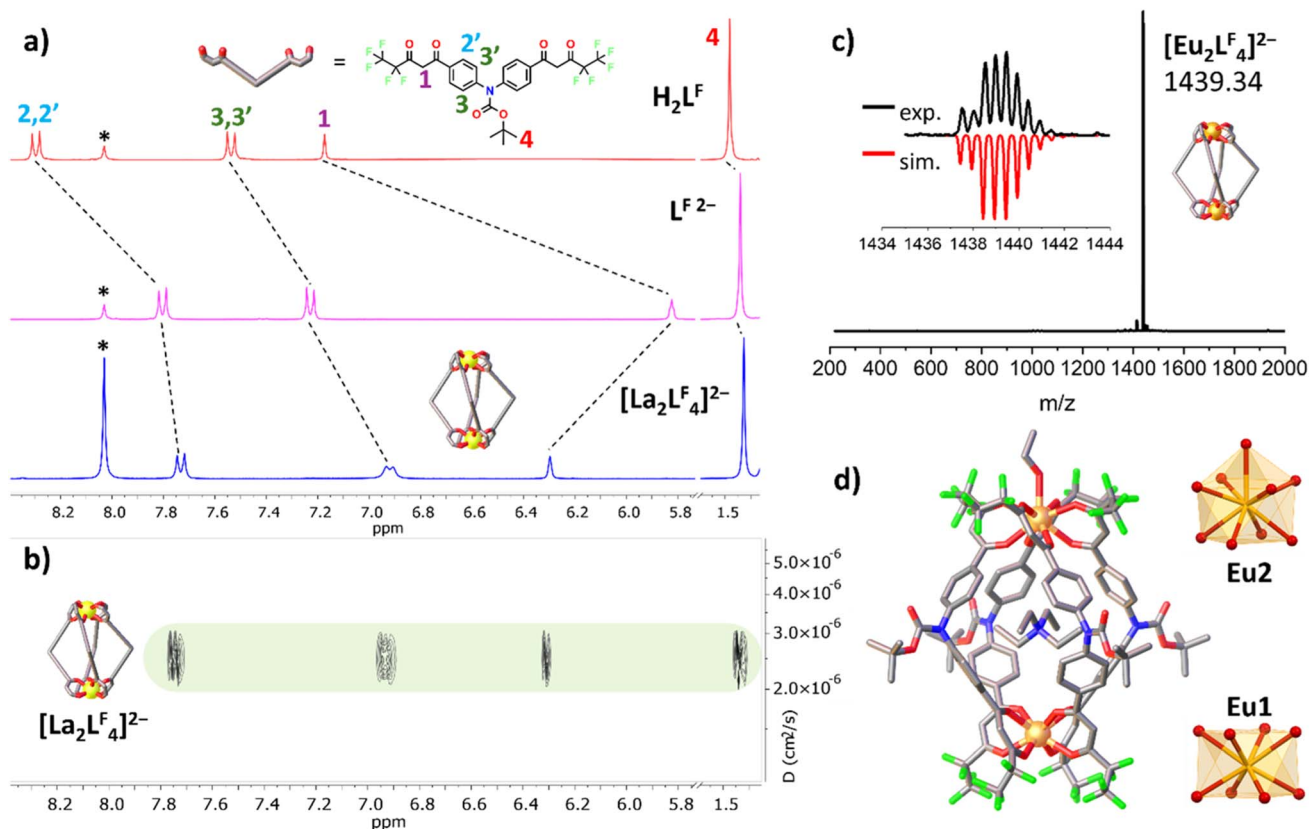 a)
F F F F F O O 2' 3' O O F F F F F
=
1
3
N
O O
4
H₂Lᶠ
4
2,2'
*
3,3'
1
Lᶠ ²⁻
*
*
[La₂Lᶠ₄]²⁻
8.2 8.0 7.8 7.6 7.4 7.2 7.0 6.8 6.6 6.4 6.2 6.0 5.8 1.5
ppm
b)
[La₂Lᶠ₄]²⁻
5.0×10⁻⁶
4.0×10⁻⁶
3.0×10⁻⁶
2.0×10⁻⁶
D (cm²/s)
8.2 8.0 7.8 7.6 7.4 7.2 7.0 6.8 6.6 6.4 6.2 6.0 5.8 1.5
ppm
c)
[Eu₂Lᶠ₄]²⁻
1439.34
exp.
sim.
1434 1436 1438 1440 1442 1444
200 400 600 800 1000 1200 1400 1600 1800 2000
m/z
d)
Eu2
Eu1